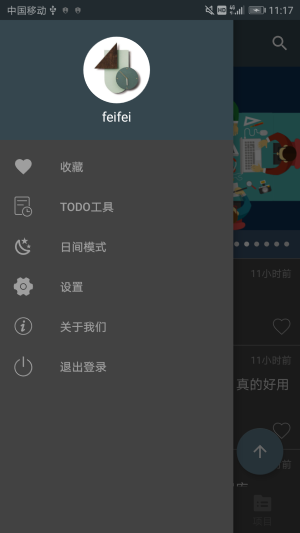 中国移动 11:17
feifei
收藏
TODO工具
日间模式
设置
关于我们
退出登录
11小时前
11小时前
真的好用
时前